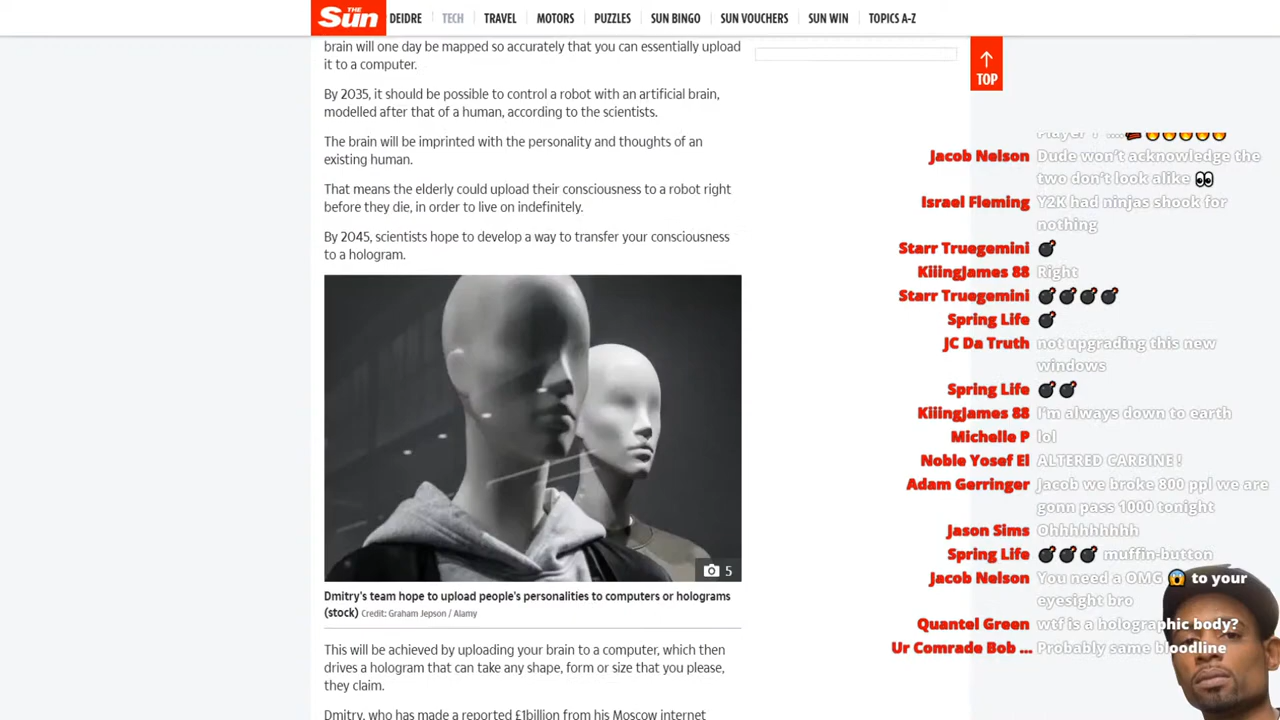 THE Sun
DEIDRE TECH TRAVEL MOTORS PUZZLES SUN BINGO SUN VOUCHERS SUN WIN TOPICS A-Z
brain will one day be mapped so accurately that you can essentially upload
it to a computer.
By 2035, it should be possible to control a robot with an artificial brain,
modelled after that of a human, according to the scientists.
The brain will be imprinted with the personality and thoughts of an
existing human.
That means the elderly could upload their consciousness to a robot right
before they die, in order to live on indefinitely.
By 2045, scientists hope to develop a way to transfer your consciousness
to a hologram.
5
Dmitry's team hope to upload people's personalities to computers or holograms
(stock) Credit: Graham Jepson / Alamy
This will be achieved by uploading your brain to a computer, which then
drives a hologram that can take any shape, form or size that you please,
they claim.
Dmitry, who has made a reported £1billion from his Moscow internet
TOP
Jacob Nelson Dude won't acknowledge the
two don't look alike 👀
Israel Fleming Y2K had ninjas shook for
nothing
Starr Truegemini 💣
KiiingJames 88 Right
Starr Truegemini 💣💣💣💣
Spring Life 💣
JC Da Truth not upgrading this new
windows
Spring Life 💣💣
KiiingJames 88 I'm always down to earth
Michelle P lol
Noble Yosef El ALTERED CARBINE !
Adam Gerringer Jacob we broke 800 ppl we are
gonn pass 1000 tonight
Jason Sims Ohhhhhhhhh
Spring Life 💣💣💣 muffin-button
Jacob Nelson You need a OMG 😱 to your
eyesight bro
Quantel Green wtf is a holographic body?
Ur Comrade Bob ... Probably same bloodline